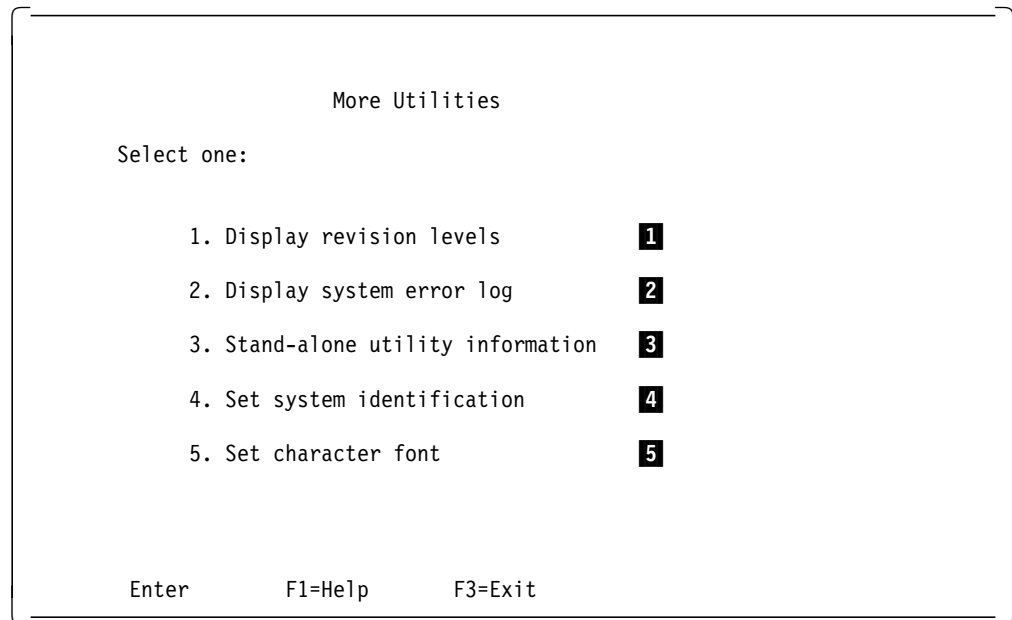 More Utilities
Select one:
1. Display revision levels 1
2. Display system error log 2
3. Stand-alone utility information 3
4. Set system identification 4
5. Set character font 5
Enter F1=Help F3=Exit